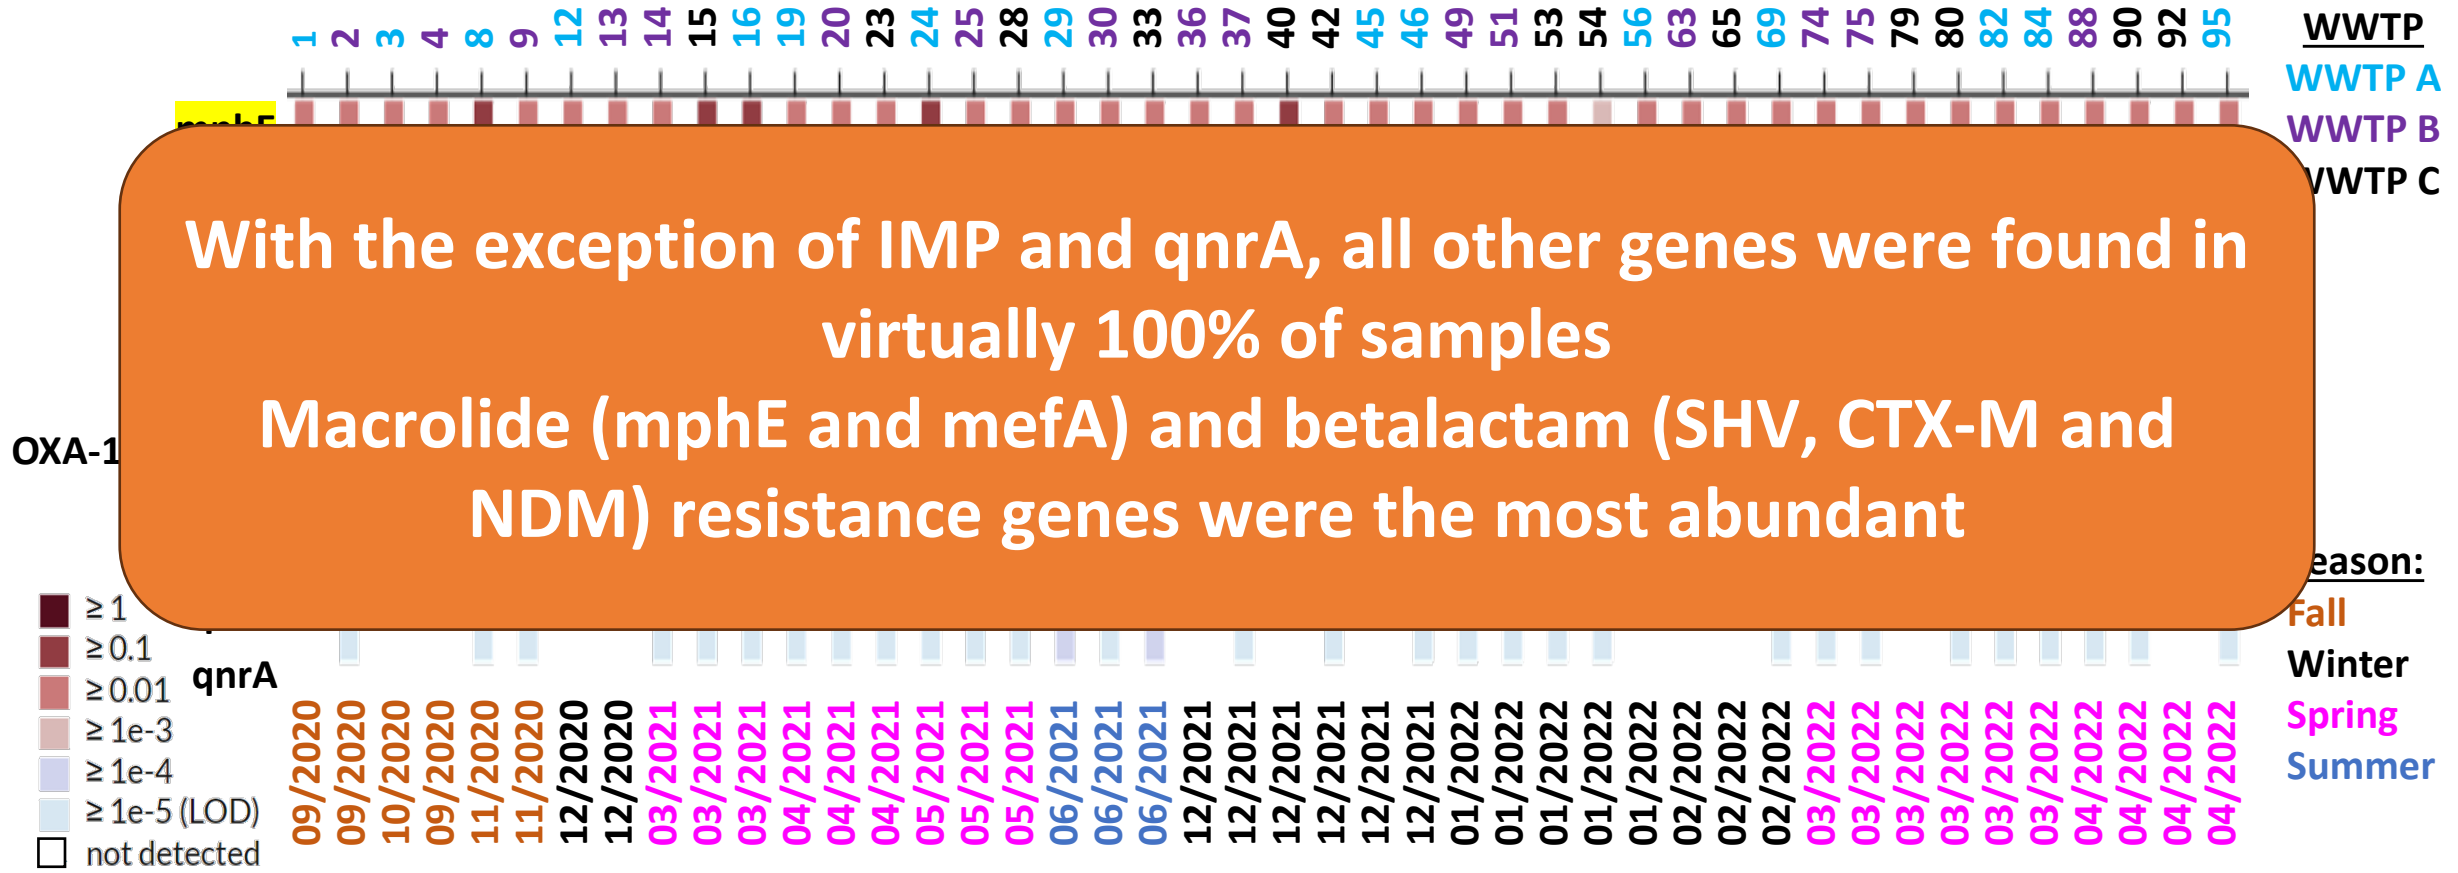 1 2 3 4 8 9 12 13 14 15 16 19 20 23 24 25 28 29 30 33 36 37 40 42 45 46 49 51 53 54 56 63 65 69 74 75 79 80 82 84 88 90 92 95
WWTP
WWTP A
WWTP B
WWTP C
mphE
With the exception of IMP and qnrA, all other genes were found in
virtually 100% of samples
Macrolide (mphE and mefA) and betalactam (SHV, CTX-M and
NDM) resistance genes were the most abundant
OXA-1
≥ 1
≥ 0.1
≥ 0.01
≥ 1e-3
≥ 1e-4
≥ 1e-5 (LOD)
not detected
qnrA
09/2020 09/2020 10/2020 09/2020 11/2020 11/2020 12/2020 12/2020 03/2021 03/2021 03/2021 04/2021 04/2021 04/2021 05/2021 05/2021 05/2021 06/2021 06/2021 06/2021 12/2021 12/2021 12/2021 12/2021 12/2021 12/2021 01/2022 01/2022 01/2022 01/2022 01/2022 02/2022 02/2022 02/2022 03/2022 03/2022 03/2022 03/2022 03/2022 03/2022 04/2022 04/2022 04/2022 04/2022
eason:
Fall
Winter
Spring
Summer